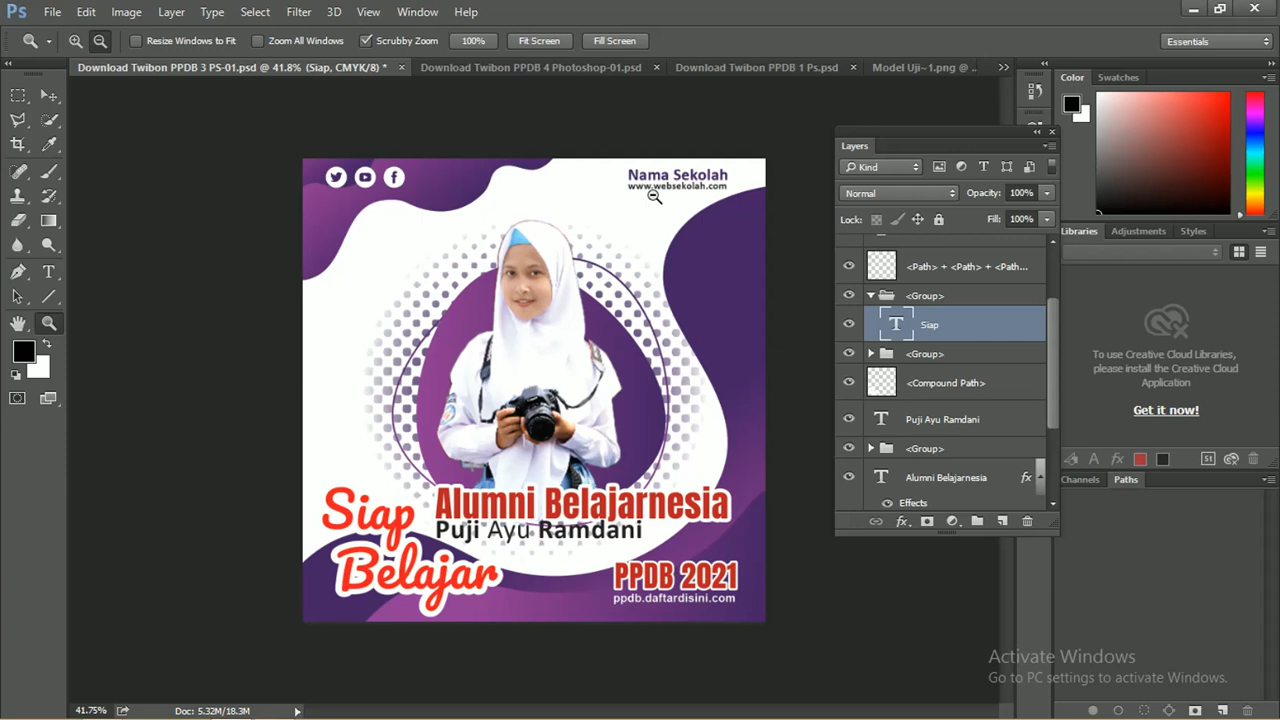 Ps File Edit Image Layer Type Select Filter 3D View Window Help
Resize Windows to Fit Zoom All Windows Scrubby Zoom 100% Fit Screen Fill Screen Essentials
Download Twibon PPDB 3 PS-01.psd @ 41.8% (Siap, CMYK/8) * × Download Twibon PPDB 4 Photoshop-01.psd × Download Twibon PPDB 1 Ps.psd × Model Uji~1.png @ ..
Color Swatches
Layers
Kind
Normal Opacity: 100%
Lock: Fill: 100%
<Path> + <Path> + <Path...
<Group>
T Siap
<Group>
<Compound Path>
T Puji Ayu Ramdani
<Group>
T Alumni Belajarnesia fx
Effects
Libraries Adjustments Styles
To use Creative Cloud Libraries,
please install the Creative Cloud
Application
Get it now!
Channels Paths
Nama Sekolah
www.websekolah.com
Siap
Belajar
Alumni Belajarnesia
Puji Ayu Ramdani
PPDB 2021
ppdb.daftardisini.com
Activate Windows
Go to PC settings to activate Windows.
41.75% Doc: 5.32M/18.3M